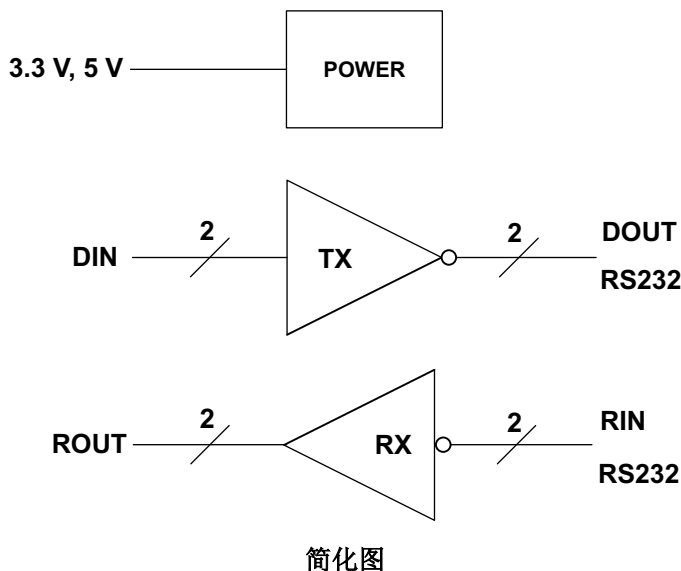 3.3 V, 5 V
POWER
DIN
2
TX
2
DOUT
RS232
ROUT
2
RX
2
RIN
RS232
简化图